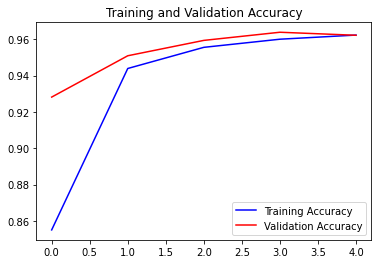 Training and Validation Accuracy
0.96
0.94
0.92
0.90
0.88
0.86
0.0 0.5 1.0 1.5 2.0 2.5 3.0 3.5 4.0
Training Accuracy
Validation Accuracy